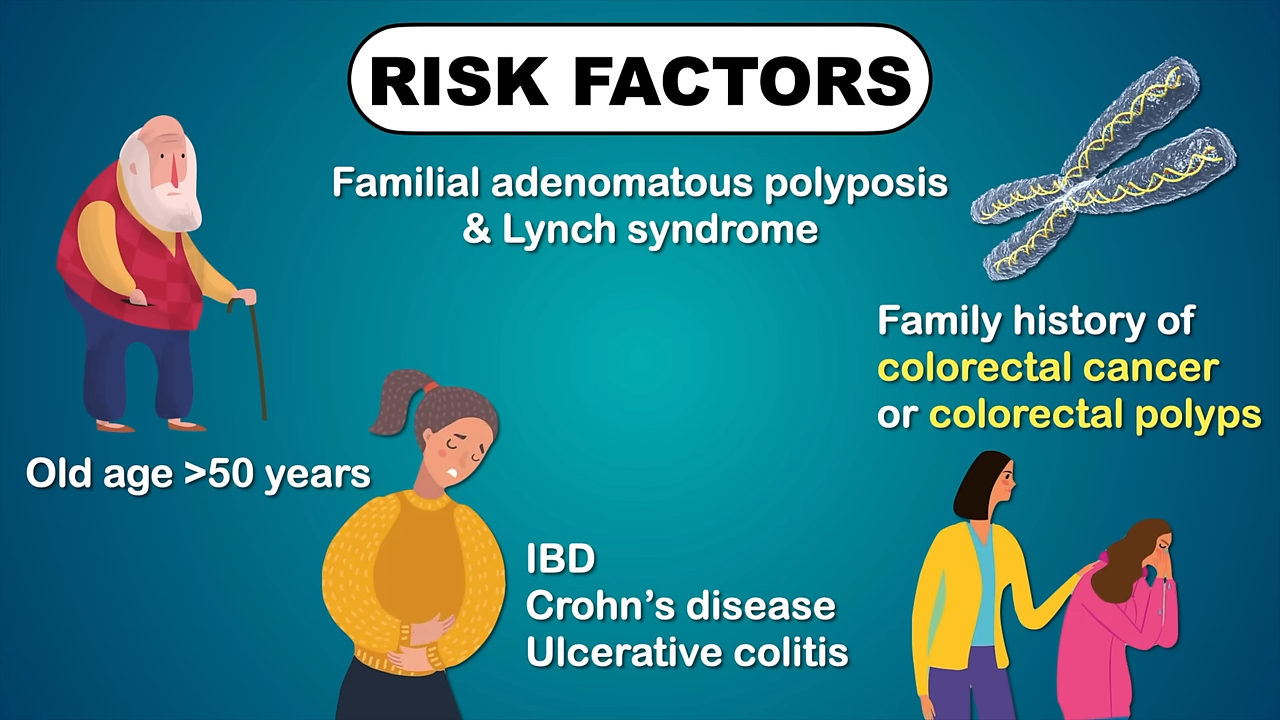 RISK FACTORS
Familial adenomatous polyposis
& Lynch syndrome
Family history of
colorectal cancer
or colorectal polyps
Old age >50 years
IBD
Crohn’s disease
Ulcerative colitis